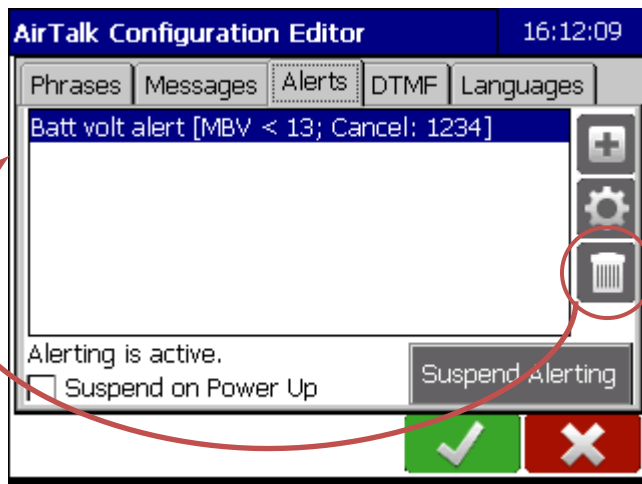 AirTalk Configuration Editor 16:12:09
Phrases Messages Alerts DTMF Languages
Batt volt alert [MBV < 13; Cancel: 1234]
Alerting is active.
Suspend on Power Up
Suspend Alerting